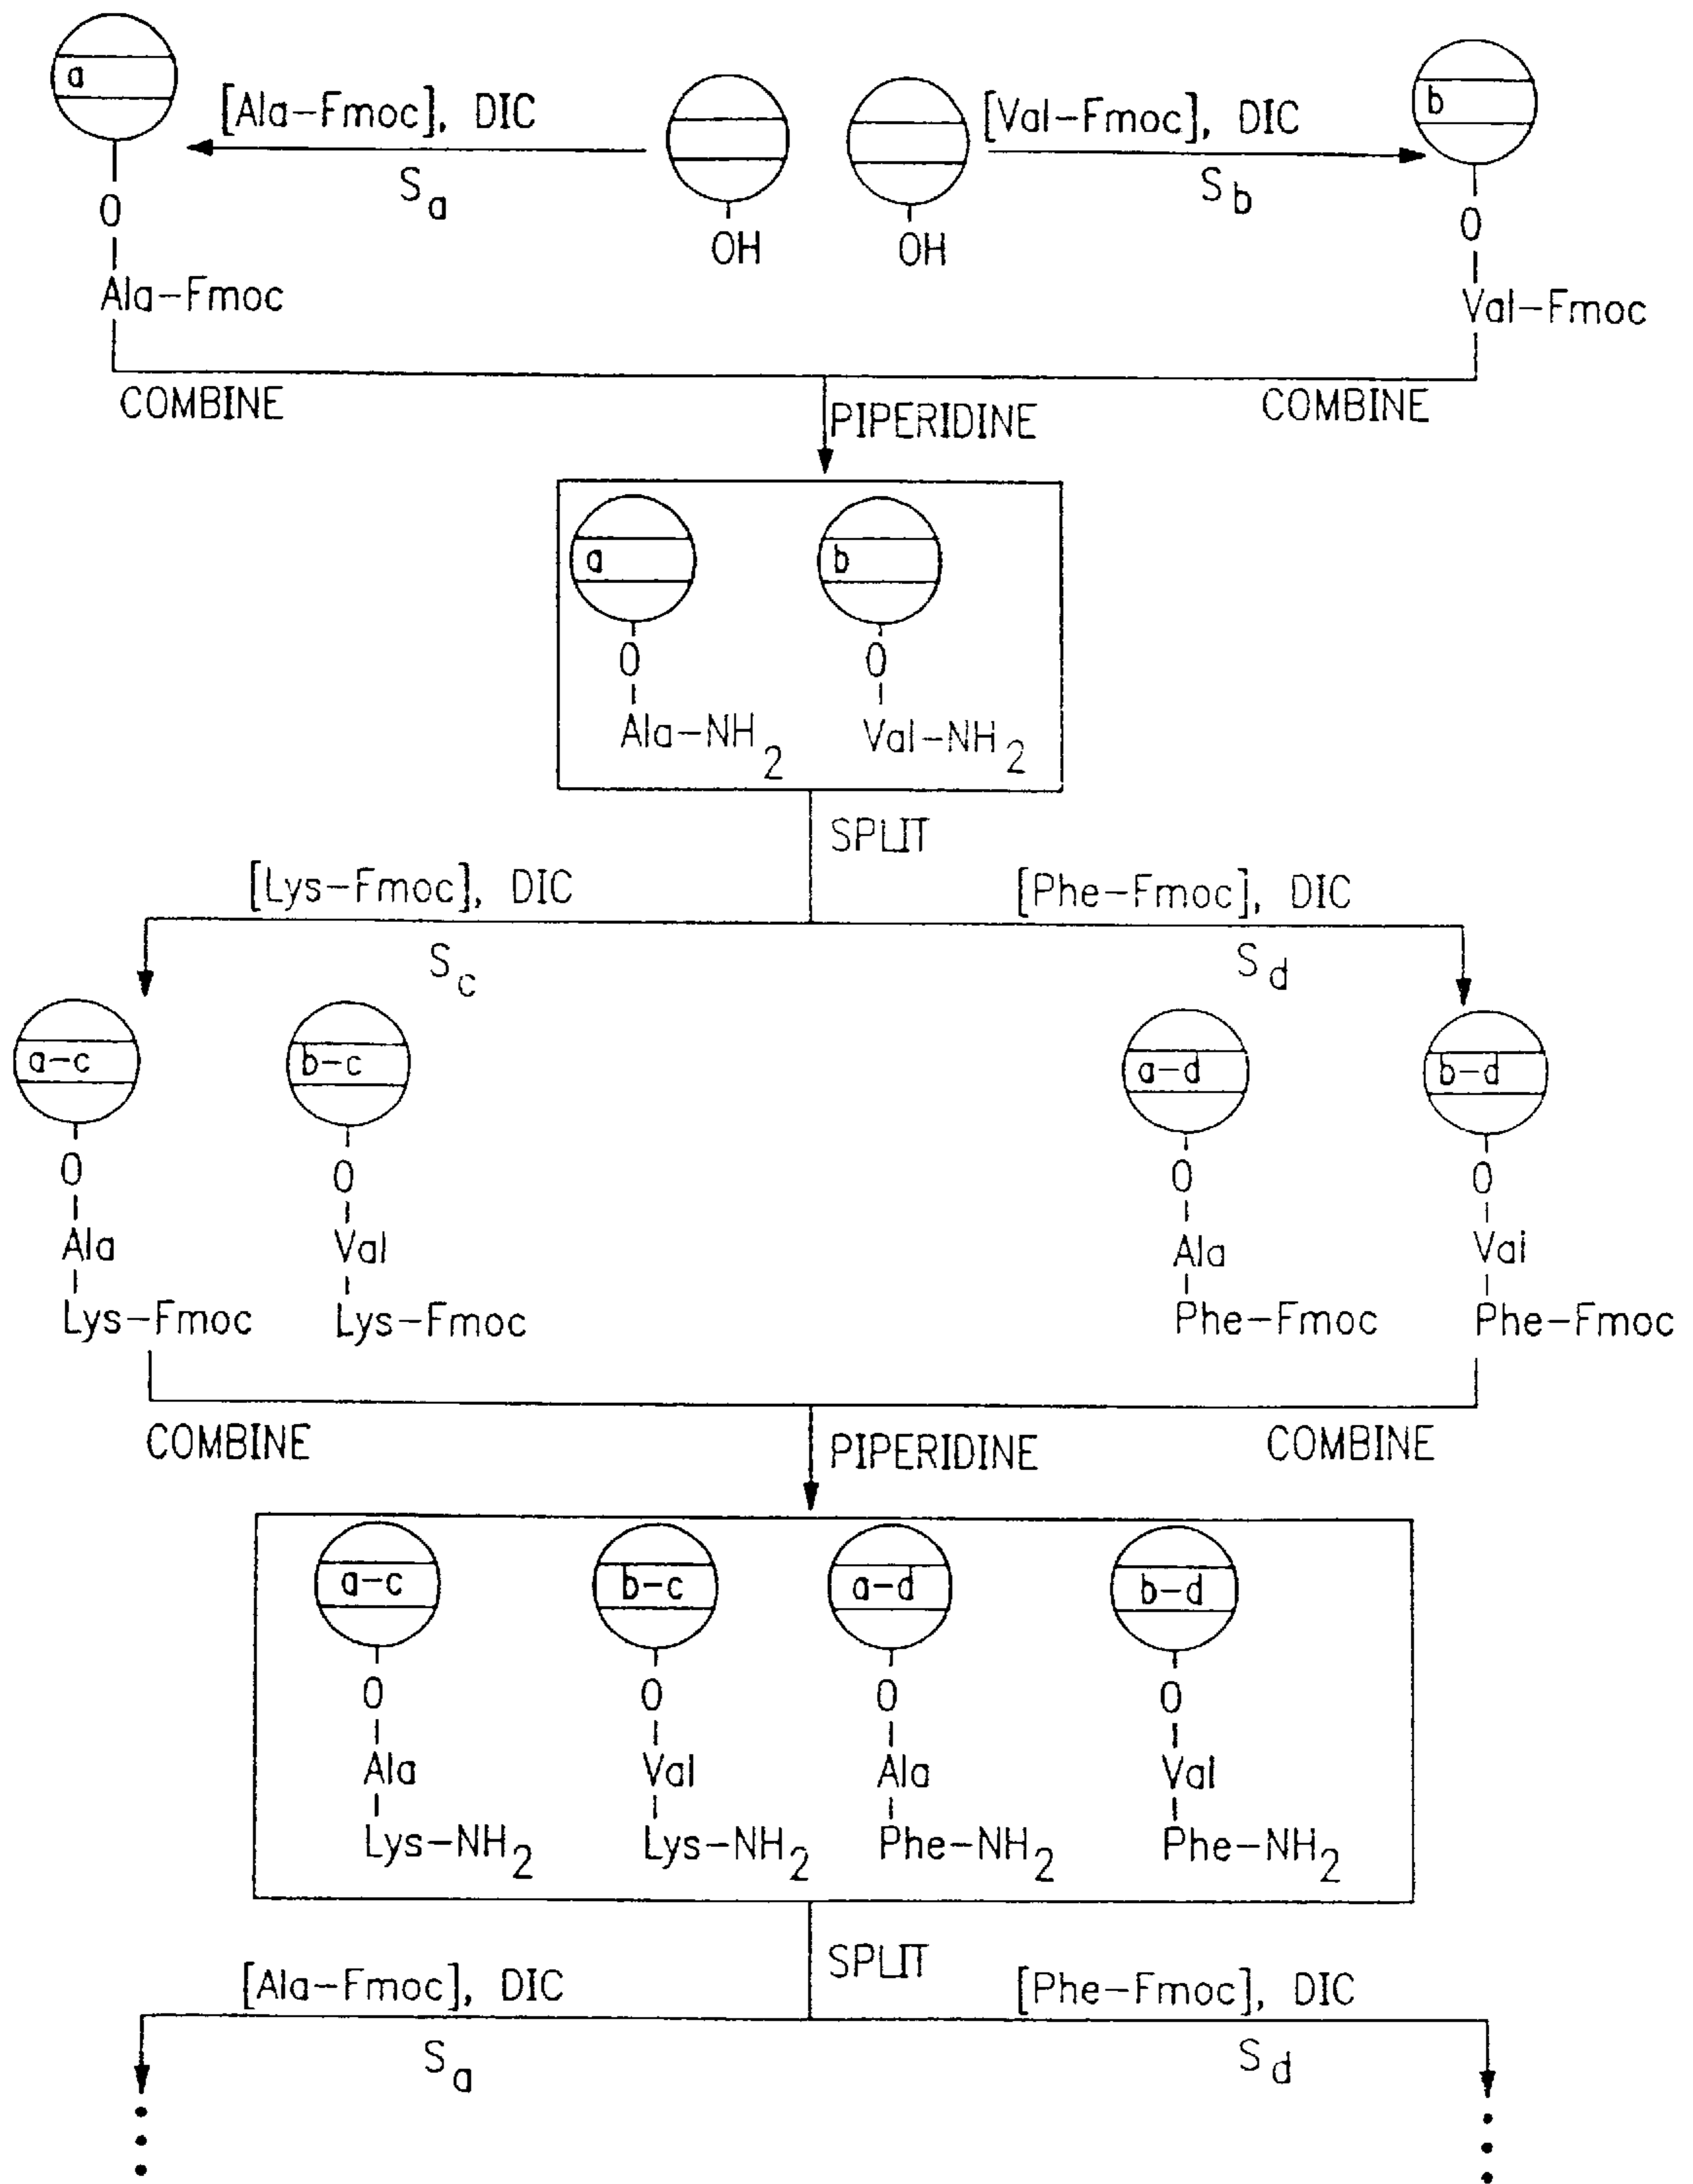 a
[Ala-Fmoc], DIC
[Val-Fmoc], DIC
b
Sa
Sb
O
OH
OH
O
Ala-Fmoc
Val-Fmoc
COMBINE
PIPERIDINE
COMBINE
a
b
O
O
Ala-NH2
Val-NH2
SPLIT
[Lys-Fmoc], DIC
[Phe-Fmoc], DIC
Sc
Sd
a-c
b-c
a-d
b-d
O
O
O
O
Ala
Val
Ala
Val
Lys-Fmoc
Lys-Fmoc
Phe-Fmoc
Phe-Fmoc
COMBINE
PIPERIDINE
COMBINE
a-c
b-c
a-d
b-d
O
O
O
O
Ala
Val
Ala
Val
Lys-NH2
Lys-NH2
Phe-NH2
Phe-NH2
SPLIT
[Ala-Fmoc], DIC
[Phe-Fmoc], DIC
Sa
Sd